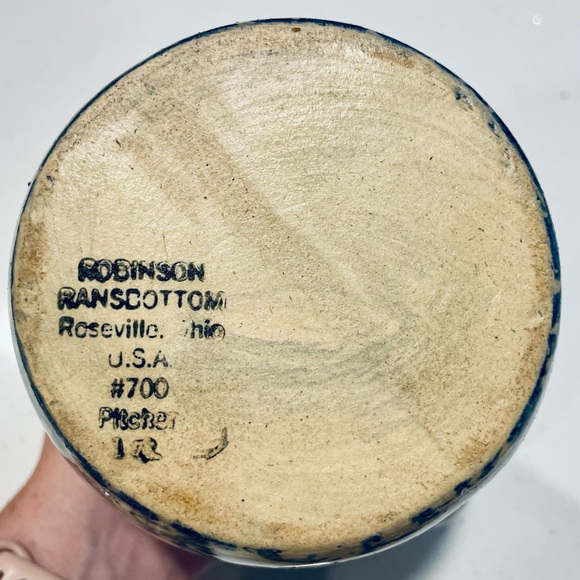 ROBINSON
RANSBOTTOM
Roseville, Ohio
U.S.A.
#700
Pitcher